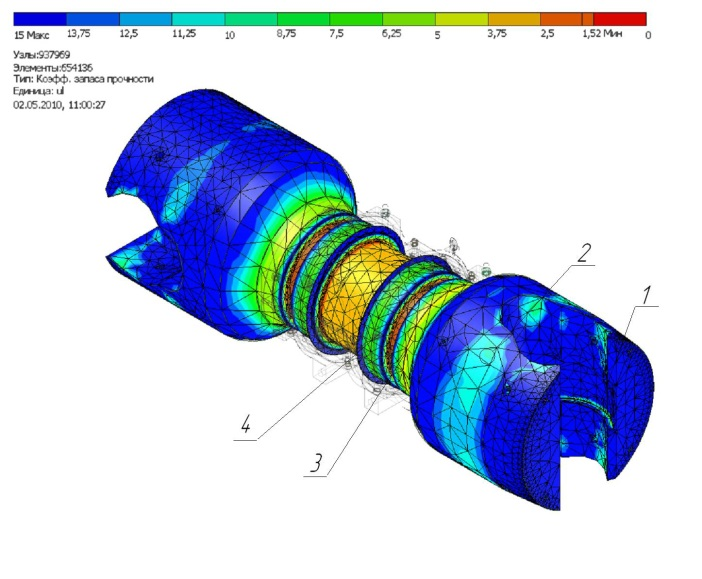 15 Макс 13,75 12,5 11,25 10 8,75 7,5 6,25 5 3,75 2,5 1,52 Мин 0
Узлы:937969
Элементы:654136
Тип: Коэфф. запаса прочности
Единица: ul
02.05.2010, 11:00:27
2
1
4
3